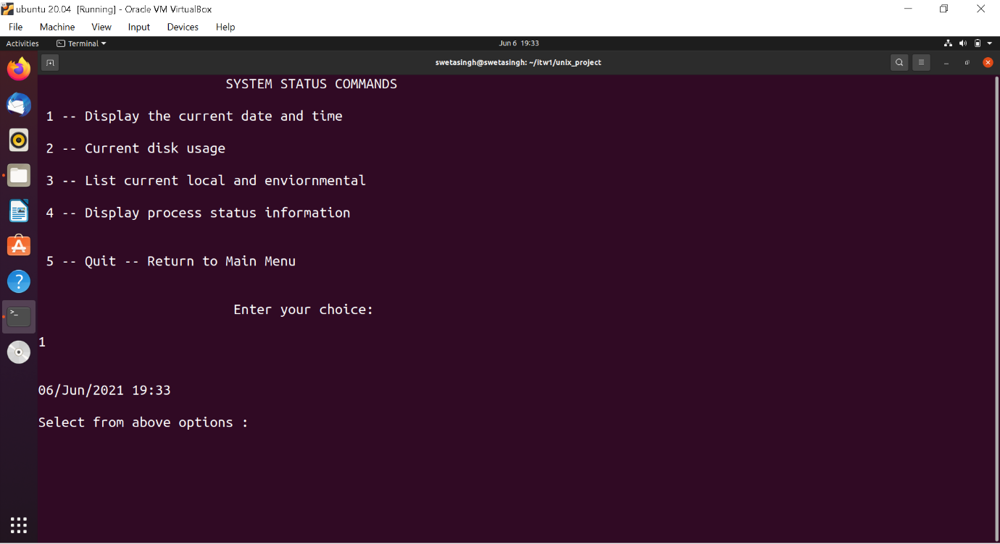 ubuntu 20.04 [Running] - Oracle VM VirtualBox
File Machine View Input Devices Help
Activities Terminal Jun 6 19:33
swetasingh@swetasingh: ~/itw1/unix_project
SYSTEM STATUS COMMANDS
1 -- Display the current date and time
2 -- Current disk usage
3 -- List current local and enviornmental
4 -- Display process status information
5 -- Quit -- Return to Main Menu
Enter your choice:
1
06/Jun/2021 19:33
Select from above options :